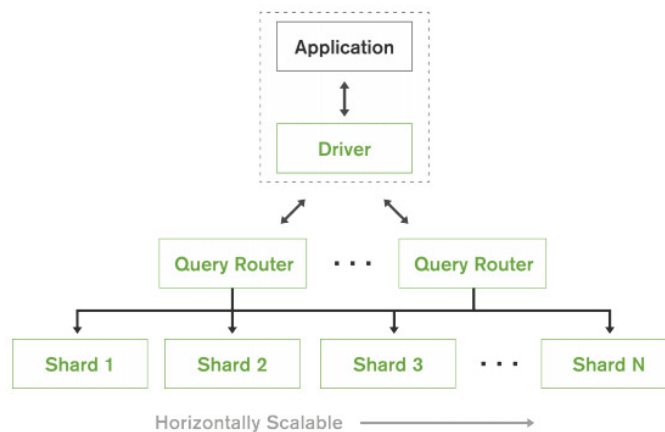 Application
Driver
Query Router
. . .
Query Router
Shard 1
Shard 2
Shard 3
. . .
Shard N
Horizontally Scalable